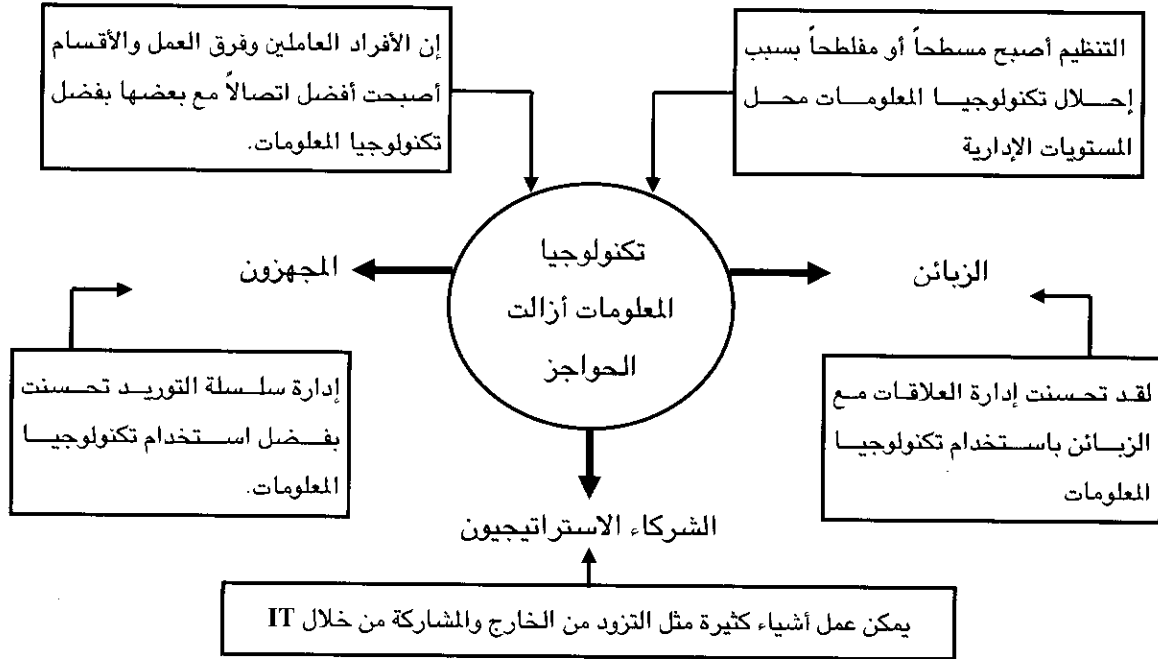 التنظيم أصبح مسطحاً أو مفلطحاً بسبب
إحلال تكنولوجيا المعلومات محل
المستويات الإدارية
إن الأفراد العاملين وفرق العمل والأقسام
أصبحت أفضل اتصالاً مع بعضها بفضل
تكنولوجيا المعلومات.
تكنولوجيا
المعلومات أزالت
الحواجز
الزبائن
المجهزون
لقد تحسنت إدارة العلاقات مع
الزبائن باستخدام تكنولوجيا
المعلومات
إدارة سلسلة التوريد تحسنت
بفضل استخدام تكنولوجيا
المعلومات.
الشركاء الاستراتيجيون
يمكن عمل أشياء كثيرة مثل التزود من الخارج والمشاركة من خلال IT